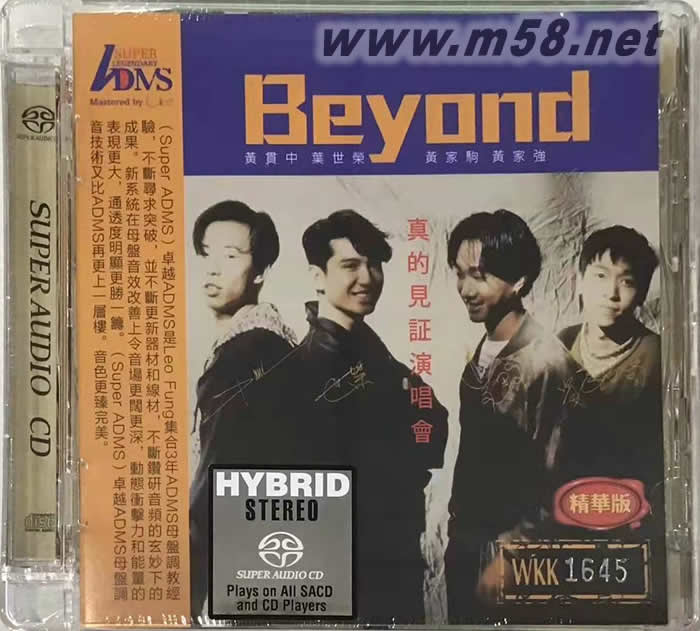 www.m58.net
SUPER
LEGENDARY
ADMS
Mastered by
Beyond
黃貫中 葉世榮 黃家駒 黃家強
SUPER AUDIO CD
SUPER AUDIO CD
（Super ADMS）卓越ADMS是Leo Fung集合3年ADMS母盤調教經
驗，不斷尋求突破，並不斷更新器材和線材，不斷鑽研音頻的玄妙下的
成果。新系統在母盤音效改善上令音場更闊更深，動態衝擊力和能量的
表現更大，通透度明顯更勝一籌。（Super ADMS）卓越ADMS母盤調
音技術又比ADMS再更上一層樓。音色更臻完美。
真的見証演唱會
HYBRID
STEREO
SUPER AUDIO CD
Plays on All SACD
and CD Players
精華版
WKK 1645